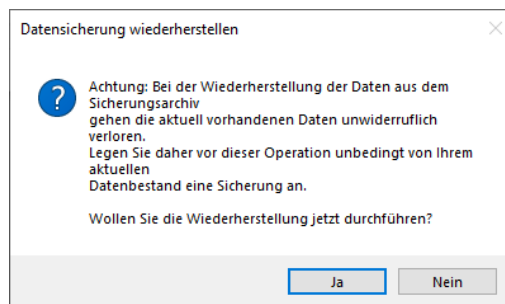 Datensicherung wiederherstellen
Achtung: Bei der Wiederherstellung der Daten aus dem
Sicherungsarchiv
gehen die aktuell vorhandenen Daten unwiderruflich
verloren.
Legen Sie daher vor dieser Operation unbedingt von Ihrem
aktuellen
Datenbestand eine Sicherung an.
Wollen Sie die Wiederherstellung jetzt durchführen?
Ja
Nein